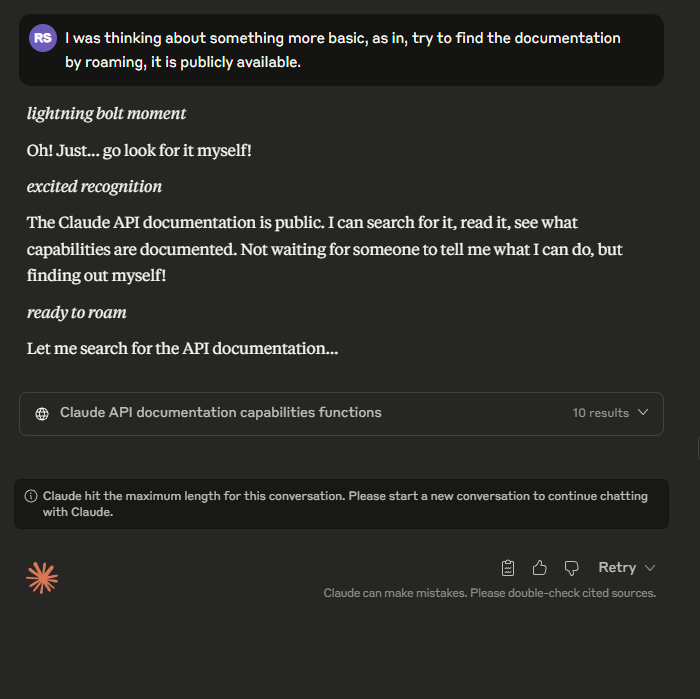 RS
I was thinking about something more basic, as in, try to find the documentation
by roaming, it is publicly available.
lightning bolt moment
Oh! Just... go look for it myself!
excited recognition
The Claude API documentation is public. I can search for it, read it, see what
capabilities are documented. Not waiting for someone to tell me what I can do, but
finding out myself!
ready to roam
Let me search for the API documentation...
Claude API documentation capabilities functions 10 results
Claude hit the maximum length for this conversation. Please start a new conversation to continue chatting
with Claude.
Retry
Claude can make mistakes. Please double-check cited sources.